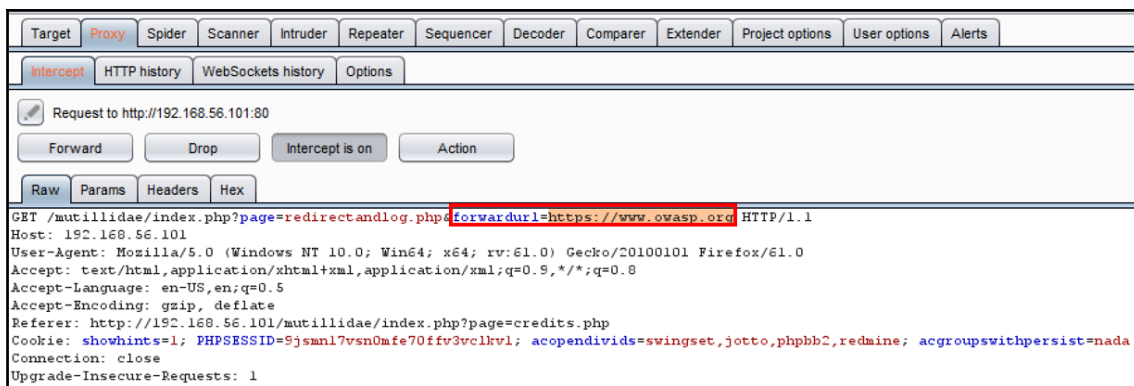 Target Proxy Spider Scanner Intruder Repeater Sequencer Decoder Comparer Extender Project options User options Alerts
Intercept HTTP history WebSockets history Options
Request to http://192.168.56.101:80
Forward Drop Intercept is on Action
Raw Params Headers Hex
GET /mutillidae/index.php?page=redirectandlog.php&forwardurl=https://www.owasp.org HTTP/1.1
Host: 192.168.56.101
User-Agent: Mozilla/5.0 (Windows NT 10.0; Win64; x64; rv:61.0) Gecko/20100101 Firefox/61.0
Accept: text/html,application/xhtml+xml,application/xml;q=0.9,*/*;q=0.8
Accept-Language: en-US,en;q=0.5
Accept-Encoding: gzip, deflate
Referer: http://192.168.56.101/mutillidae/index.php?page=credits.php
Cookie: showhints=1; PHPSESSID=9jsmnl7vsn0mfe70ffv3vclkvl; acopendivids=swingset,jotto,phpbb2,redmine; acgroupswithpersist=nada
Connection: close
Upgrade-Insecure-Requests: 1